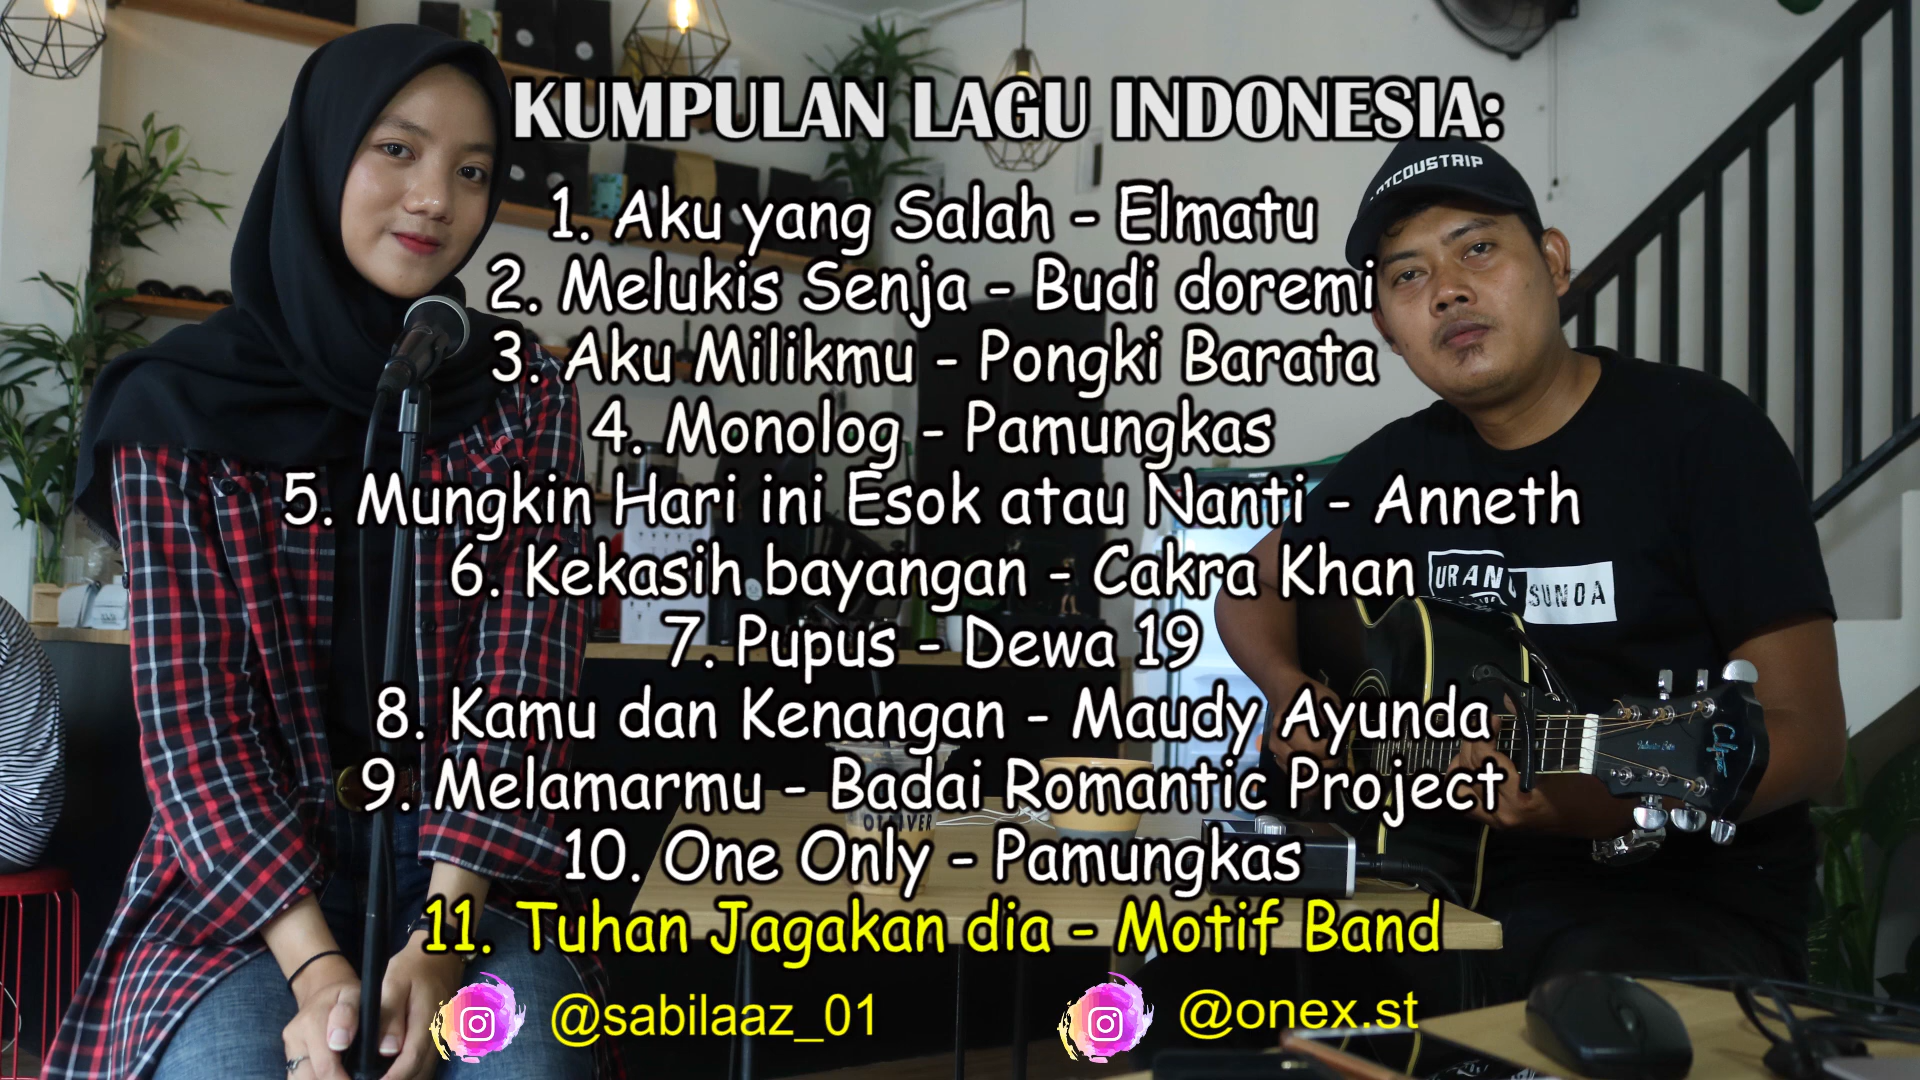 KUMPULAN LAGU INDONESIA:
1. Aku yang Salah - Elmatu
2. Melukis Senja - Budi doremi
3. Aku Milikmu - Pongki Barata
4. Monolog - Pamungkas
5. Mungkin Hari ini Esok atau Nanti - Anneth
6. Kekasih bayangan - Cakra Khan
7. Pupus - Dewa 19
8. Kamu dan Kenangan - Maudy Ayunda
9. Melamarmu - Badai Romantic Project
10. One Only - Pamungkas
11. Tuhan Jagakan dia - Motif Band
@sabilaaz_01
@onex.st
URAN
SUNDA